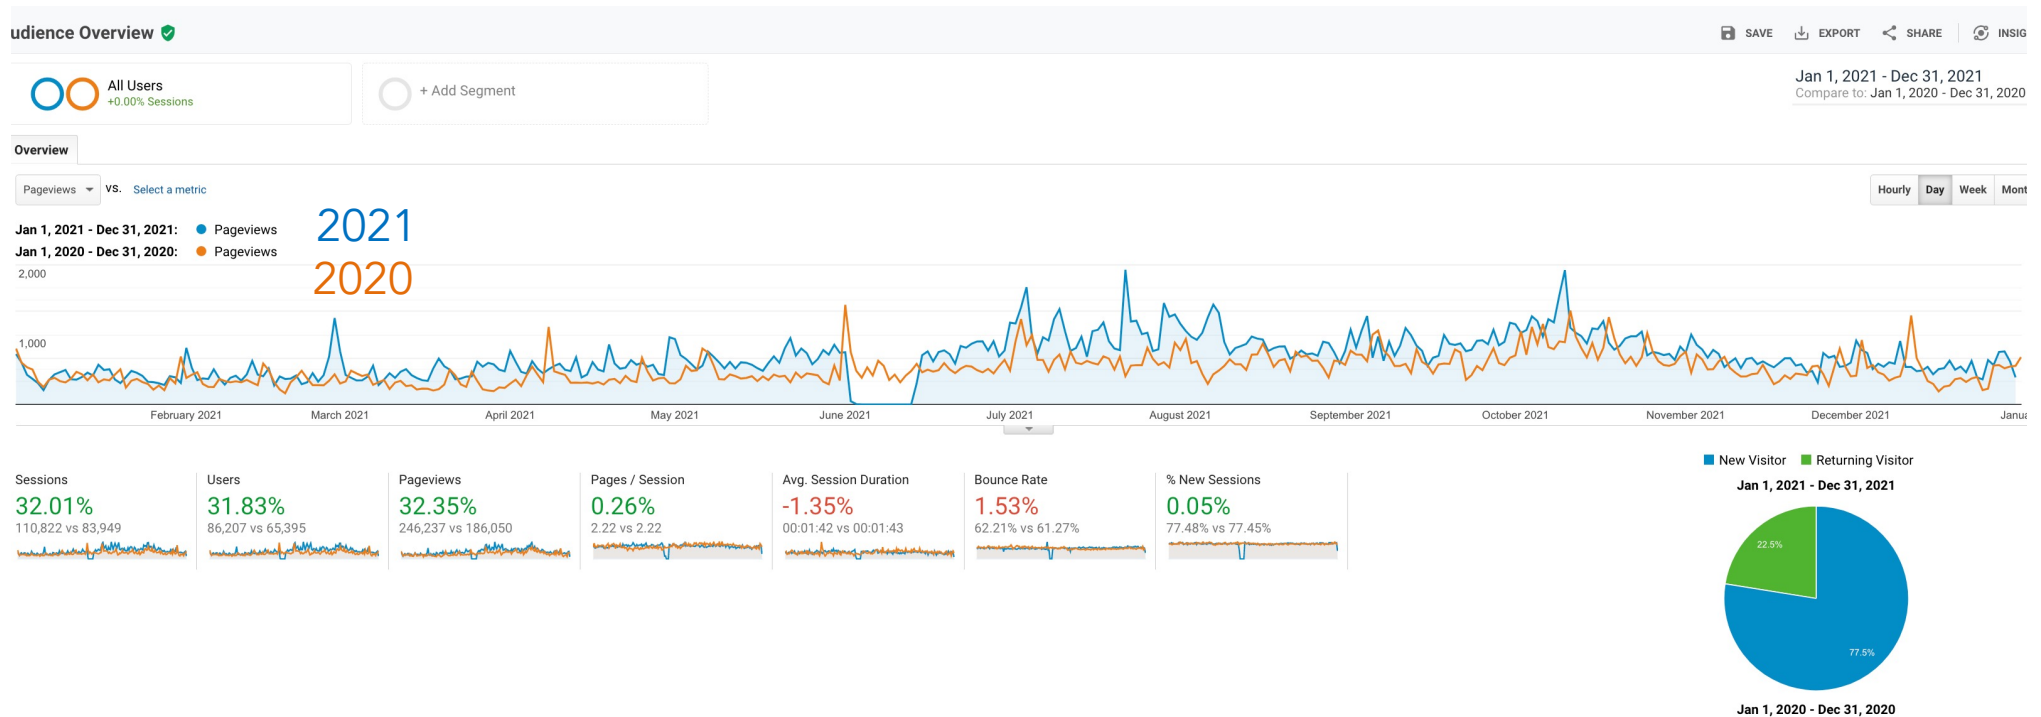 udience Overview
SAVE EXPORT SHARE INSIG
All Users
+0.00% Sessions
+ Add Segment
Jan 1, 2021 - Dec 31, 2021
Compare to: Jan 1, 2020 - Dec 31, 2020
Overview
Pageviews VS. Select a metric
Hourly Day Week Mont
Jan 1, 2021 - Dec 31, 2021: Pageviews
Jan 1, 2020 - Dec 31, 2020: Pageviews
2021
2020
2,000
1,000
February 2021 March 2021 April 2021 May 2021 June 2021 July 2021 August 2021 September 2021 October 2021 November 2021 December 2021 Janua
Sessions
32.01%
110,822 vs 83,949
Users
31.83%
86,207 vs 65,395
Pageviews
32.35%
246,237 vs 186,050
Pages / Session
0.26%
2.22 vs 2.22
Avg. Session Duration
-1.35%
00:01:42 vs 00:01:43
Bounce Rate
1.53%
62.21% vs 61.27%
% New Sessions
0.05%
77.48% vs 77.45%
New Visitor Returning Visitor
Jan 1, 2021 - Dec 31, 2021
22.5%
77.5%
Jan 1, 2020 - Dec 31, 2020